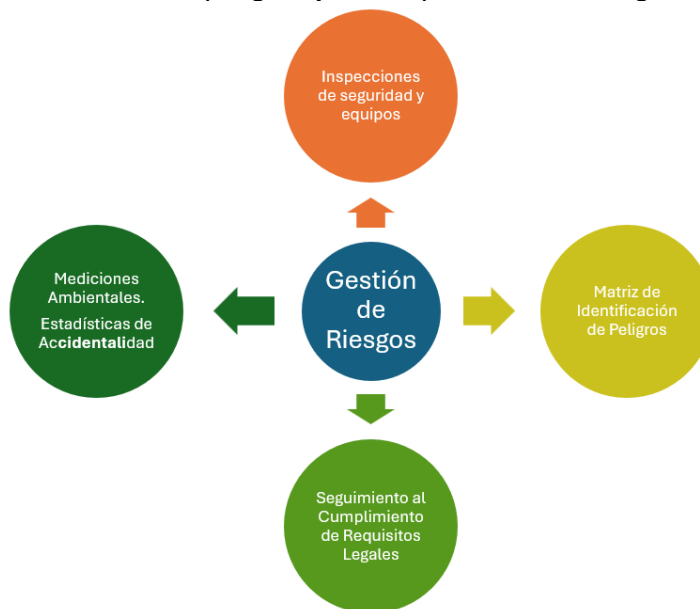 Inspecciones
de seguridad y
equipos
Gestión
de
Riesgos
Mediciones
Ambientales.
Estadísticas de
Accidentalidad
Matriz de
Identificación
de Peligros
Seguimiento al
Cumplimiento
de Requisitos
Legales